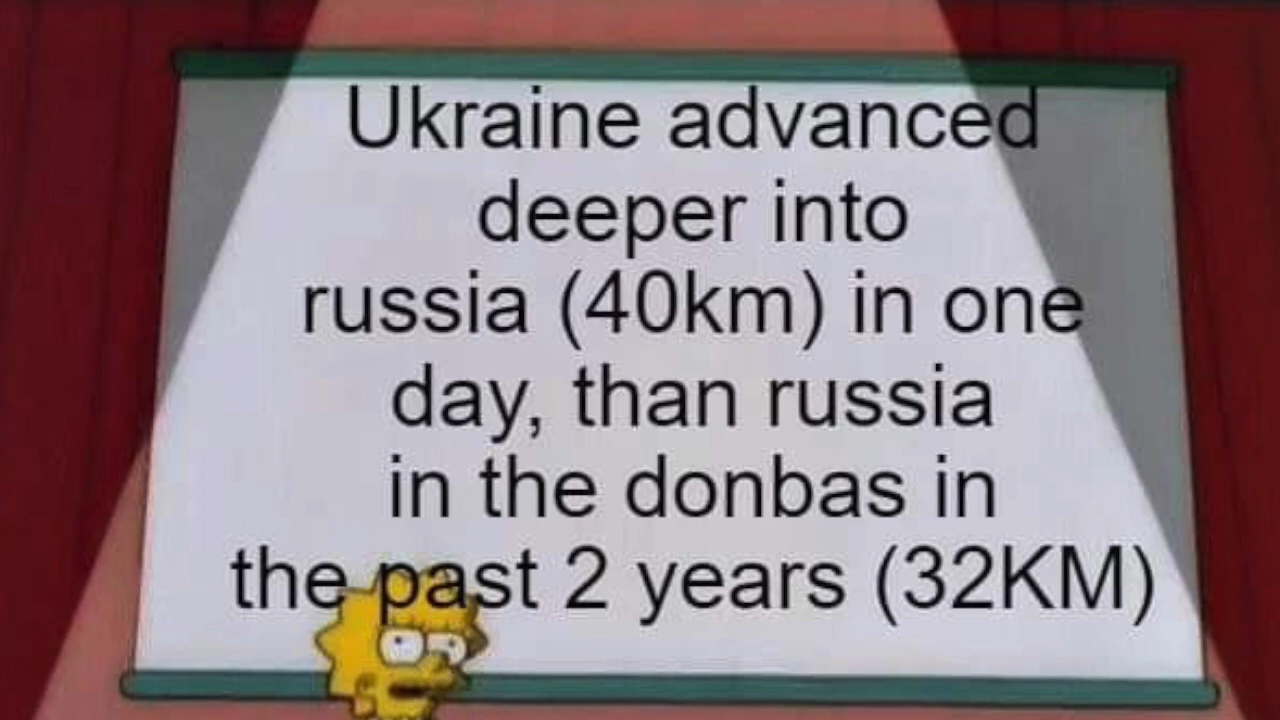 Ukraine advanced
deeper into
russia (40km) in one
day, than russia
in the donbas in
the past 2 years (32KM)